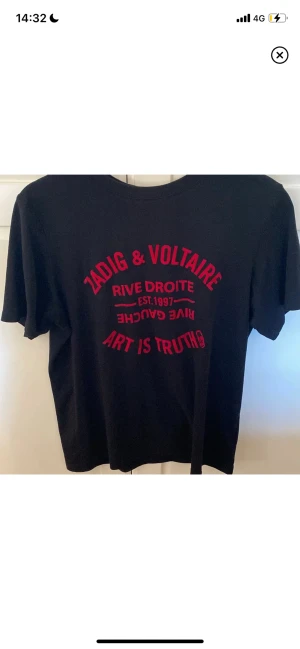 14:32
4G
ZADIG & VOLTAIRE
RIVE DROITE
EST.1997
RIVE GAUCHE
ART IS TRUTH